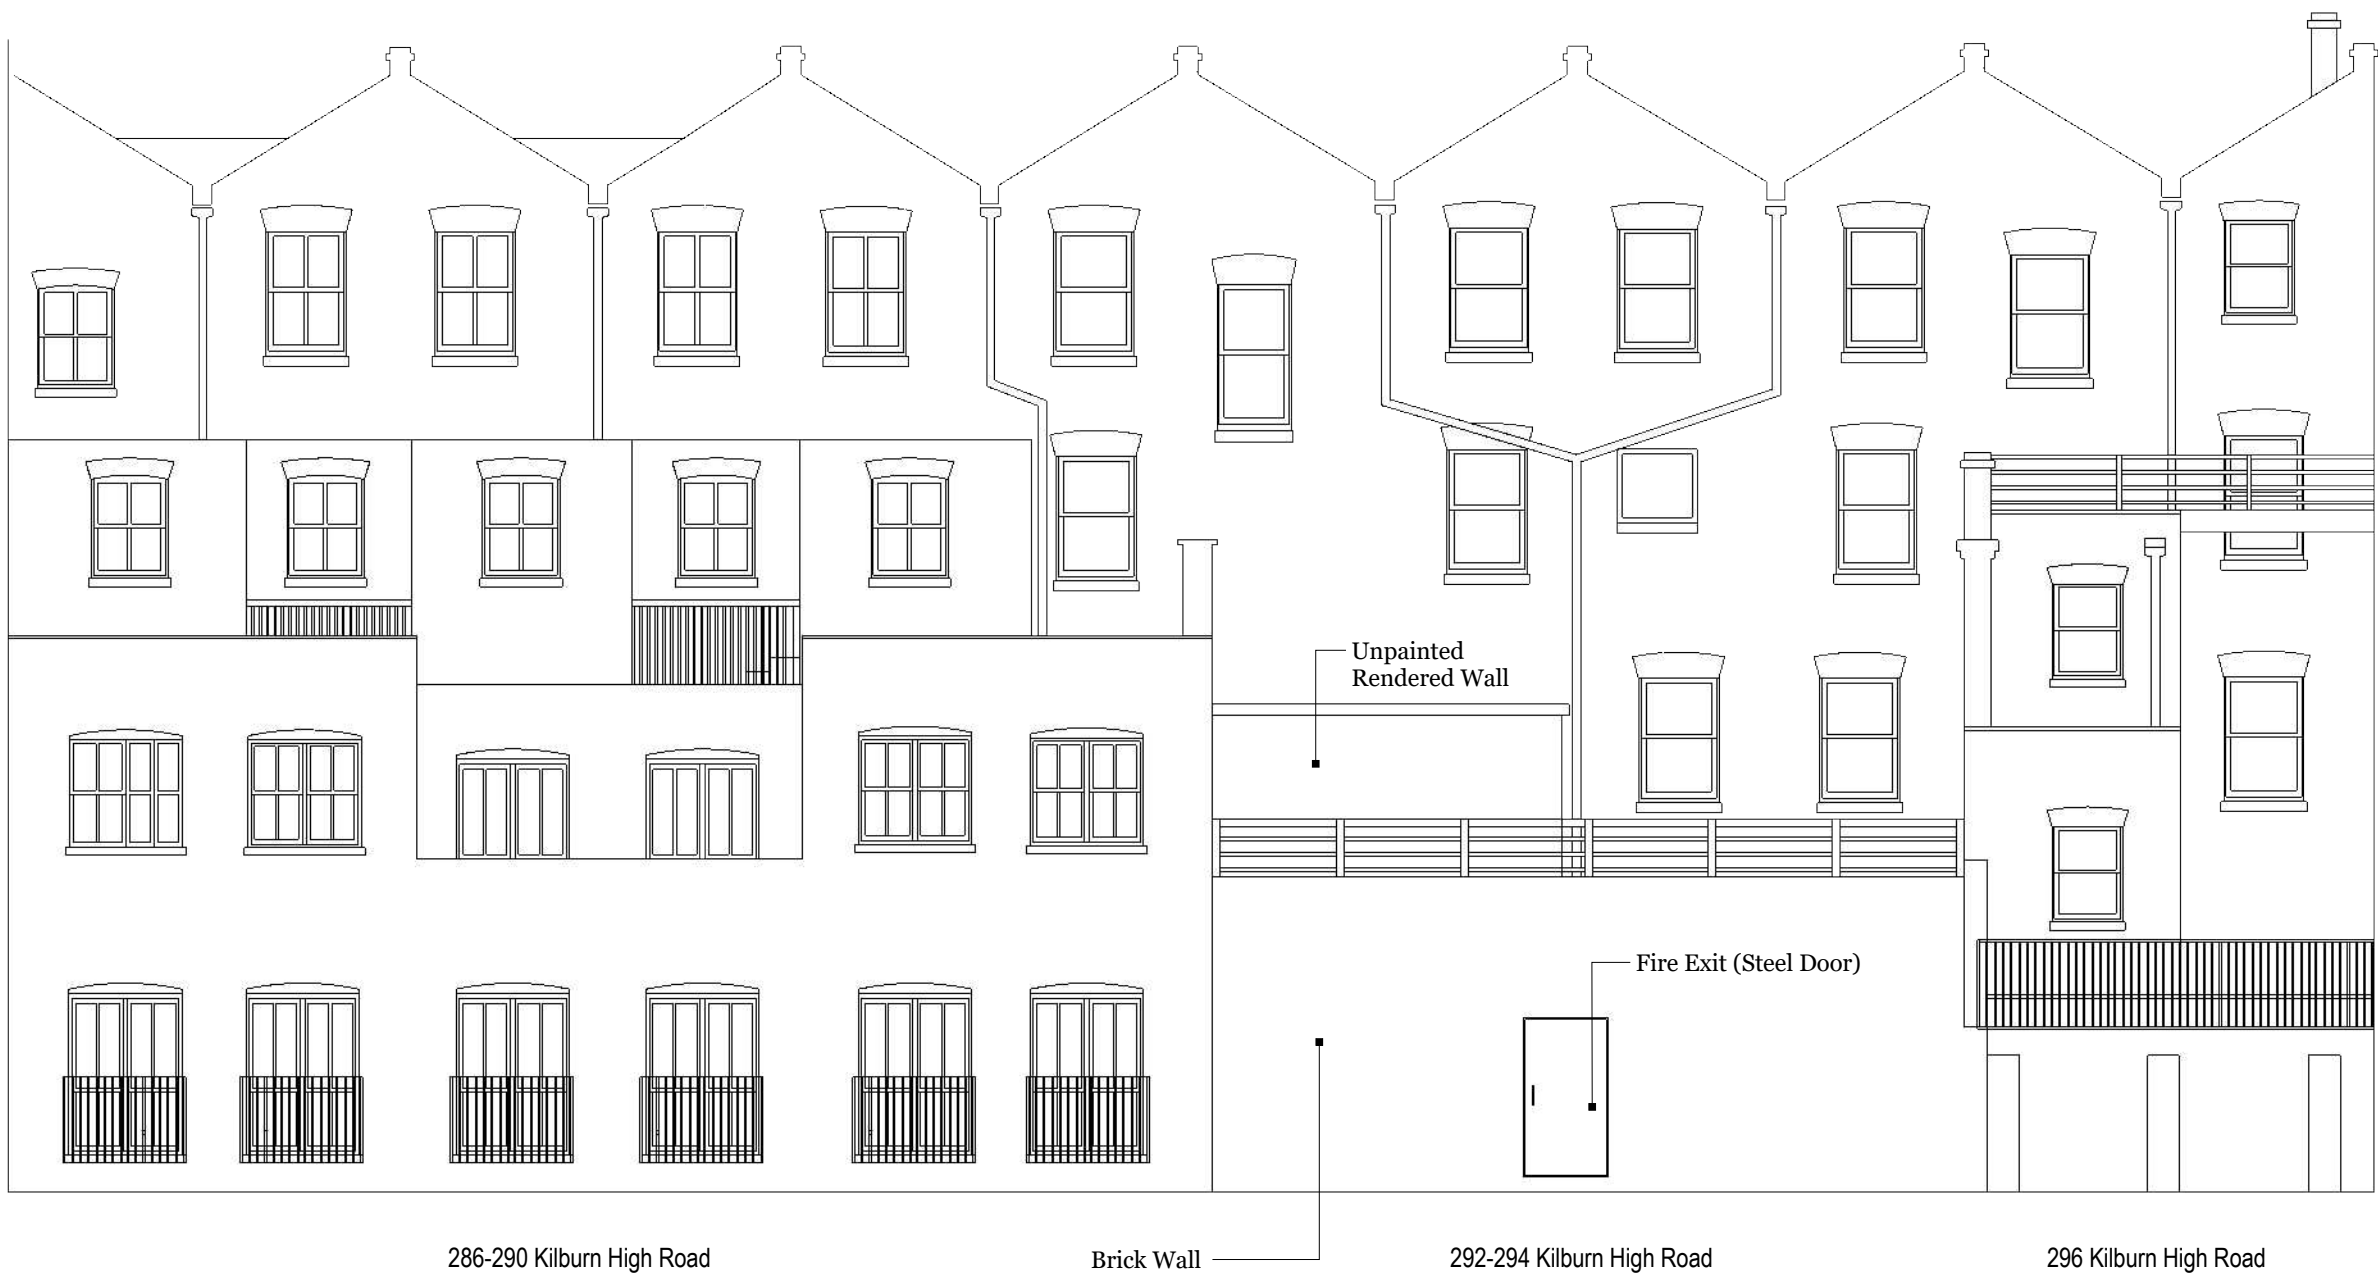 Unpainted
Rendered Wall
Fire Exit (Steel Door)
286-290 Kilburn High Road
Brick Wall
292-294 Kilburn High Road
296 Kilburn High Road